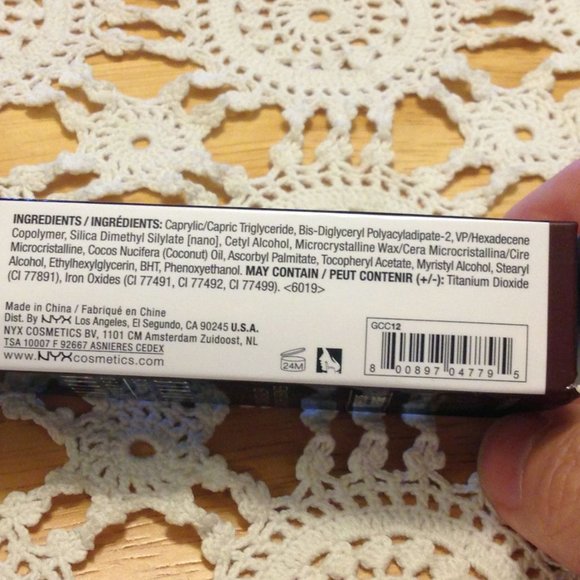 INGREDIENTS / INGRÉDIENTS: Caprylic/Capric Triglyceride, Bis-Diglyceryl Polyacyladipate-2, VP/Hexadecene
Copolymer, Silica Dimethyl Silylate [nano], Cetyl Alcohol, Microcrystalline Wax/Cera Microcristallina/Cire
Microcristalline, Cocos Nucifera (Coconut) Oil, Ascorbyl Palmitate, Tocopheryl Acetate, Myristyl Alcohol, Stearyl
Alcohol, Ethylhexylglycerin, BHT, Phenoxyethanol. MAY CONTAIN / PEUT CONTENIR (+/-): Titanium Dioxide
(CI 77891), Iron Oxides (CI 77491, CI 77492, CI 77499). <6019>
Made in China / Fabriqué en Chine
Dist. By NYX Los Angeles, El Segundo, CA 90245 U.S.A.
NYX COSMETICS BV, 1101 CM Amsterdam Zuidoost, NL
TSA 10007 F 92667 ASNIERES CEDEX
www.NYXcosmetics.com
24M
GCC12
8 00897 04779 5